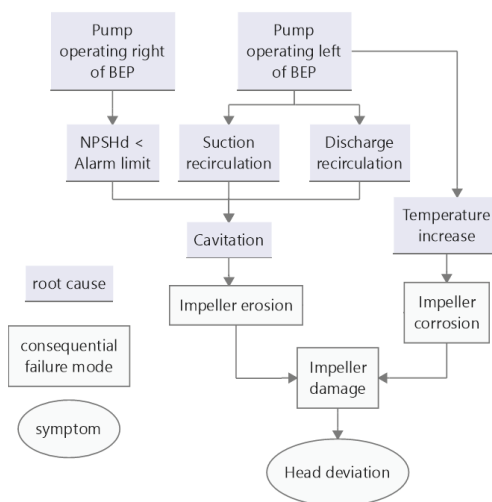 Pump
operating right
of BEP
Pump
operating left
of BEP
NPSHd <
Alarm limit
Suction
recirculation
Discharge
recirculation
Temperature
increase
Cavitation
root cause
Impeller erosion
Impeller
corrosion
consequential
failure mode
Impeller
damage
symptom
Head deviation